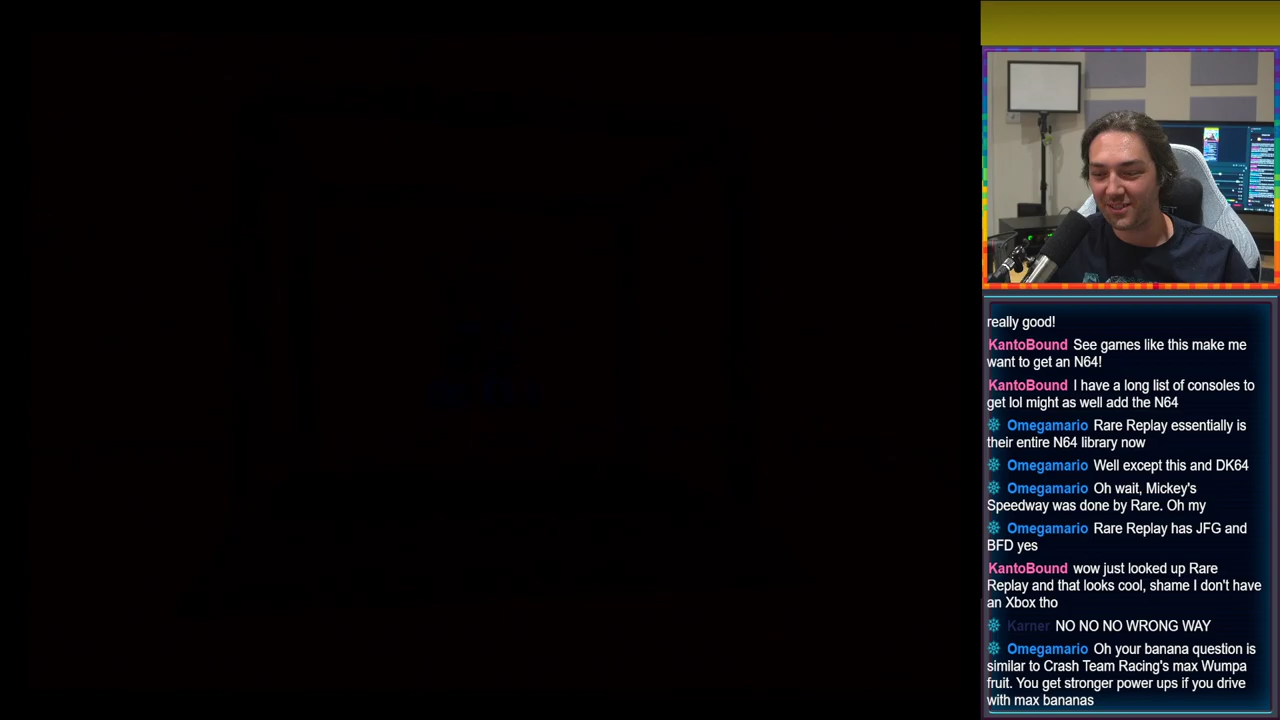 really good!
KantoBound See games like this make me
want to get an N64!
KantoBound I have a long list of consoles to
get lol might as well add the N64
Omegamario Rare Replay essentially is
their entire N64 library now
Omegamario Well except this and DK64
Omegamario Oh wait, Mickey's
Speedway was done by Rare. Oh my
Omegamario Rare Replay has JFG and
BFD yes
KantoBound wow just looked up Rare
Replay and that looks cool, shame I don't have
an Xbox tho
Karner NO NO NO WRONG WAY
Omegamario Oh your banana question is
similar to Crash Team Racing's max Wumpa
fruit. You get stronger power ups if you drive
with max bananas